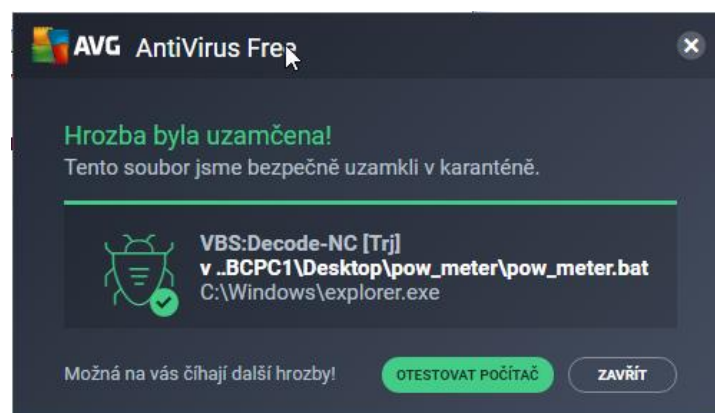 AVG AntiVirus Free
Hrozba byla uzamčena!
Tento soubor jsme bezpečně uzamkli v karanténě.
VBS:Decode-NC [Trj]
v ..BCPC1\Desktop\pow_meter\pow_meter.bat
C:\Windows\explorer.exe
Možná na vás číhají další hrozby! OTESTOVAT POČÍTAČ ZAVŘÍT